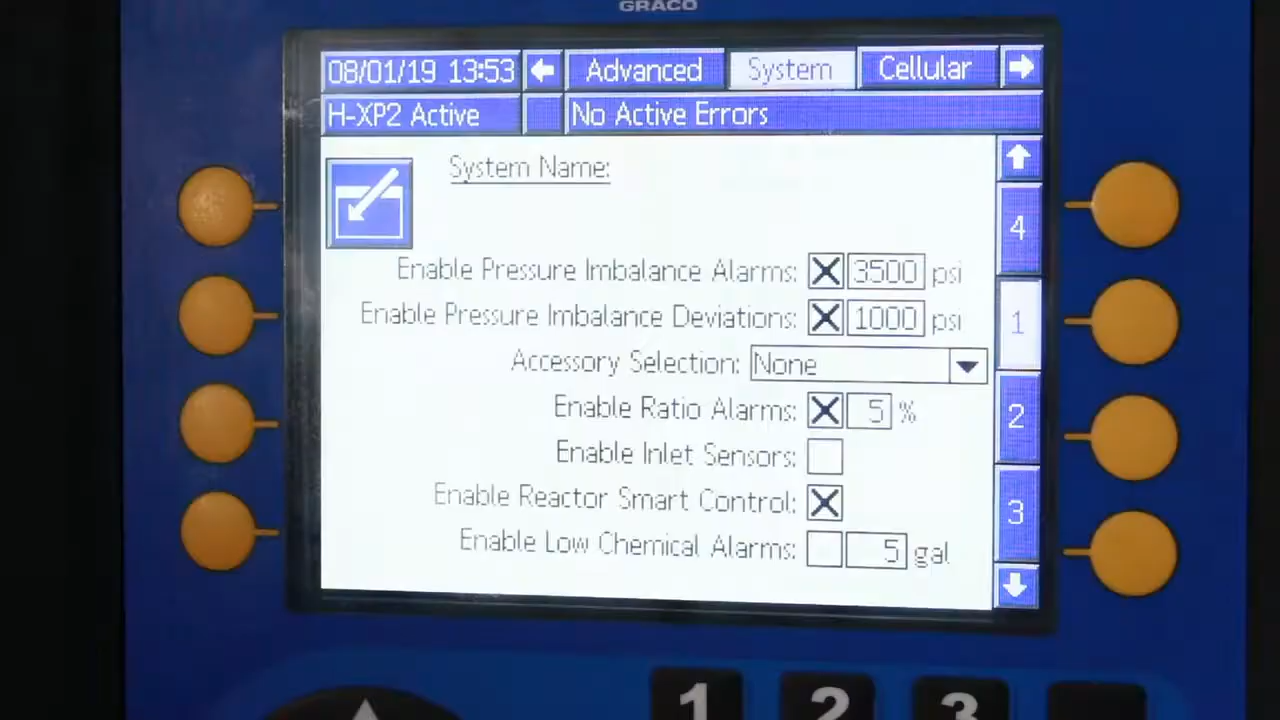 GRACO
08/01/19 13:53 Advanced System Cellular
H-XP2 Active No Active Errors
System Name:
4
Enable Pressure Imbalance Alarms: 3500 psi
Enable Pressure Imbalance Deviations: 1000 psi
1
Accessory Selection: None
Enable Ratio Alarms: 5 %
2
Enable Inlet Sensors:
Enable Reactor Smart Control:
3
Enable Low Chemical Alarms: 5 gal
1 2 3